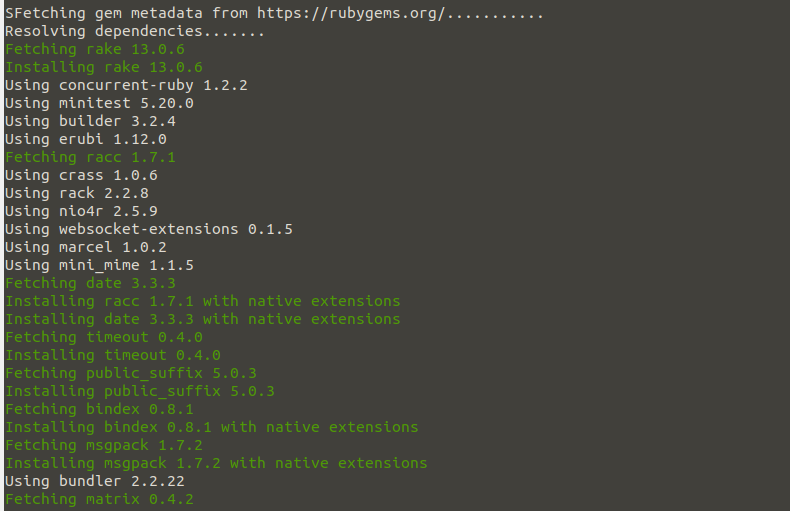 SFetching gem metadata from https://rubygems.org/...........
Resolving dependencies.......
Fetching rake 13.0.6
Installing rake 13.0.6
Using concurrent-ruby 1.2.2
Using minitest 5.20.0
Using builder 3.2.4
Using erubi 1.12.0
Fetching racc 1.7.1
Using crass 1.0.6
Using rack 2.2.8
Using nio4r 2.5.9
Using websocket-extensions 0.1.5
Using marcel 1.0.2
Using mini_mime 1.1.5
Fetching date 3.3.3
Installing racc 1.7.1 with native extensions
Installing date 3.3.3 with native extensions
Fetching timeout 0.4.0
Installing timeout 0.4.0
Fetching public_suffix 5.0.3
Installing public_suffix 5.0.3
Fetching bindex 0.8.1
Installing bindex 0.8.1 with native extensions
Fetching msgpack 1.7.2
Installing msgpack 1.7.2 with native extensions
Using bundler 2.2.22
Fetching matrix 0.4.2